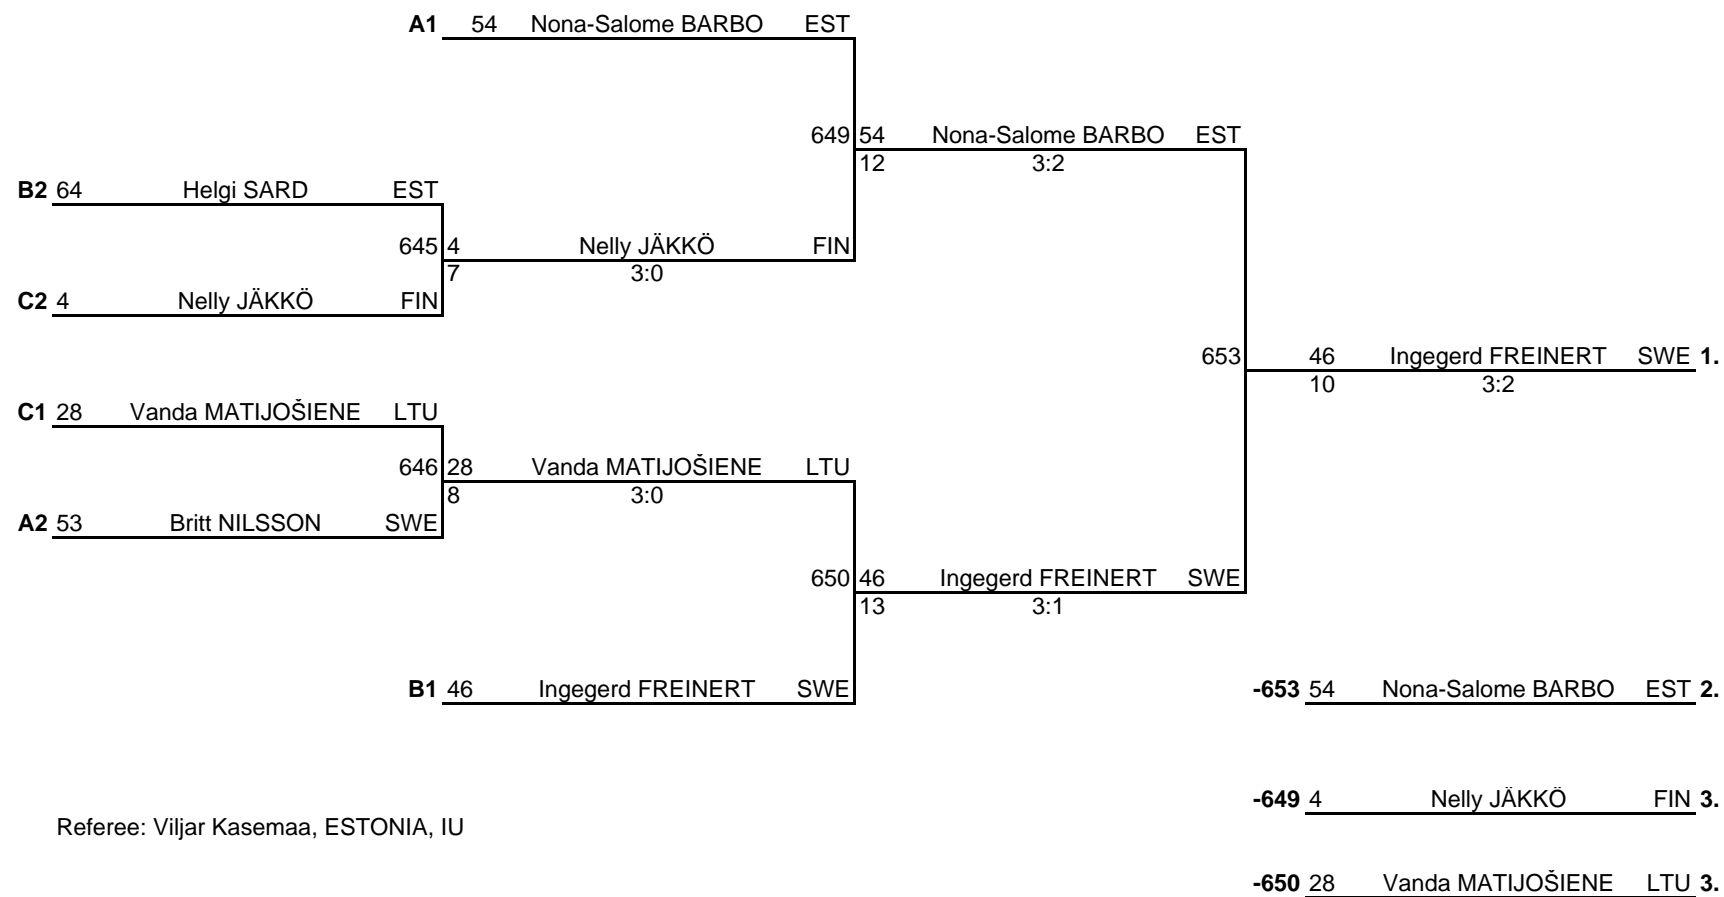 A1 54 Nona-Salome BARBO EST
649 54 Nona-Salome BARBO EST
12 3:2
B2 64 Helgi SARD EST
645 4 Nelly JÄKKÖ FIN
7 3:0
C2 4 Nelly JÄKKÖ FIN
653 46 Ingegerd FREINERT SWE 1.
10 3:2
C1 28 Vanda MATIJOŠIENE LTU
646 28 Vanda MATIJOŠIENE LTU
8 3:0
A2 53 Britt NILSSON SWE
650 46 Ingegerd FREINERT SWE
13 3:1
B1 46 Ingegerd FREINERT SWE
-653 54 Nona-Salome BARBO EST 2.
-649 4 Nelly JÄKKÖ FIN 3.
Referee: Viljar Kasemaa, ESTONIA, IU
-650 28 Vanda MATIJOŠIENE LTU 3.